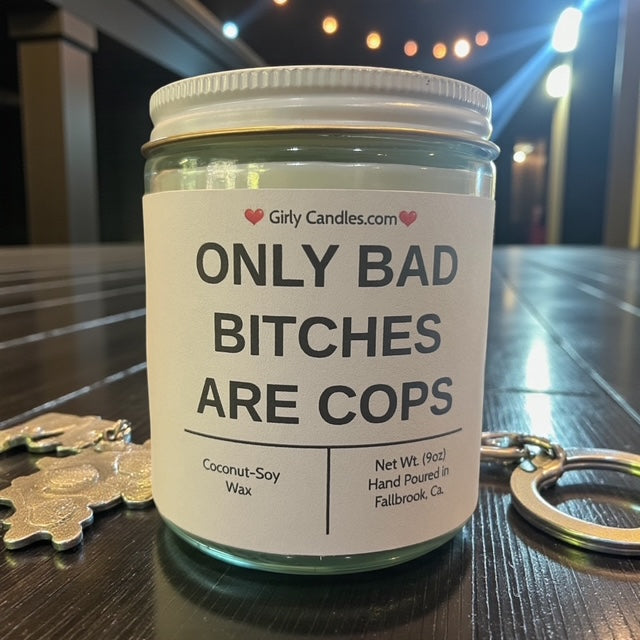 Girly Candles.com
ONLY BAD
BITCHES
ARE COPS
Coconut-Soy
Wax
Net Wt. (9oz)
Hand Poured in
Fallbrook, Ca.